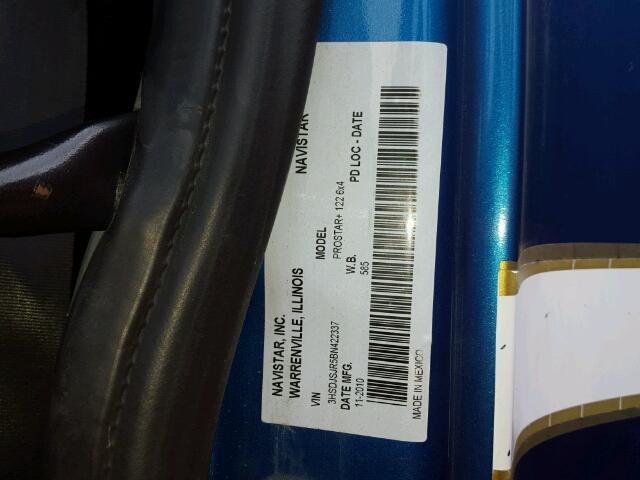 NAVISTAR, INC. NAVISTAR
WARRENVILLE, ILLINOIS
VIN MODEL
3HSDJSJR5BN422337 PROSTAR+ 122 6x4
DATE MFG. W.B. PD LOC - DATE
11-2010 585
MADE IN MEXICO